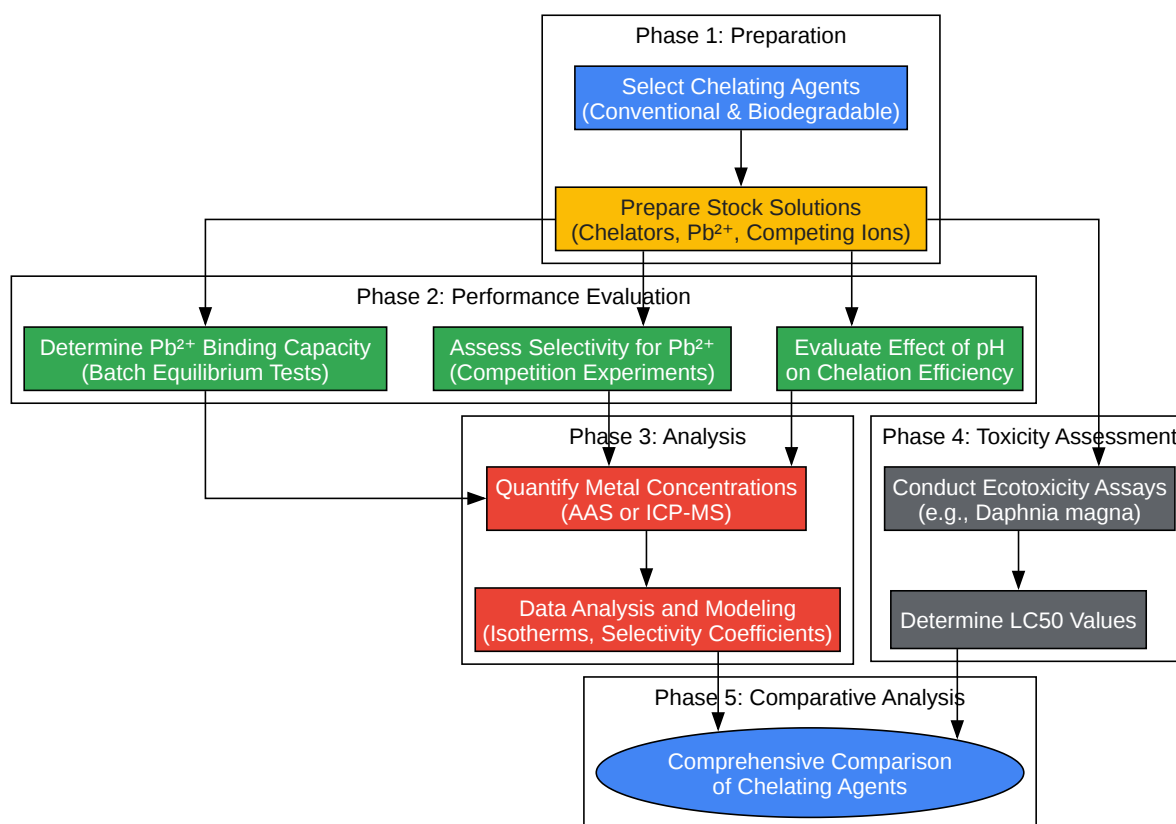 Phase 1: Preparation
Select Chelating Agents
(Conventional & Biodegradable)
Prepare Stock Solutions
(Chelators, Pb²⁺, Competing Ions)
Phase 2: Performance Evaluation
Determine Pb²⁺ Binding Capacity
(Batch Equilibrium Tests)
Assess Selectivity for Pb²⁺
(Competition Experiments)
Evaluate Effect of pH
on Chelation Efficiency
Phase 3: Analysis
Quantify Metal Concentrations
(AAS or ICP-MS)
Data Analysis and Modeling
(Isotherms, Selectivity Coefficients)
Phase 4: Toxicity Assessment
Conduct Ecotoxicity Assays
(e.g., Daphnia magna)
Determine LC50 Values
Phase 5: Comparative Analysis
Comprehensive Comparison
of Chelating Agents